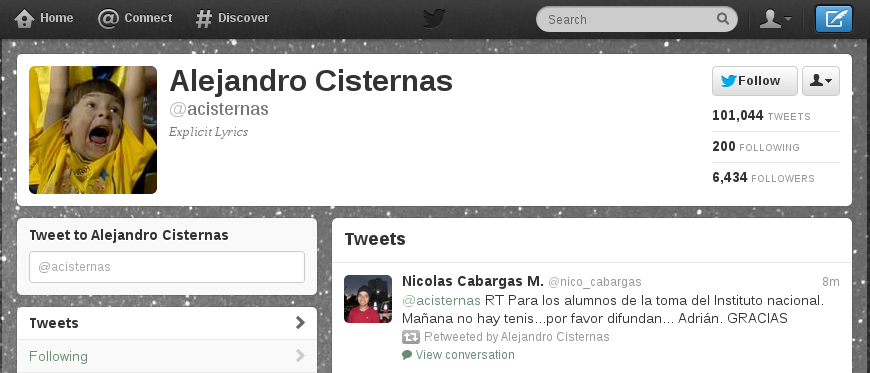 Home Connect Discover Search
Alejandro Cisternas
@acisternas
Explicit Lyrics
Follow
101,044 TWEETS
200 FOLLOWING
6,434 FOLLOWERS
Tweet to Alejandro Cisternas
@acisternas
Tweets
Following
Tweets
Nicolas Cabargas M. @nico_cabargas 8m
@acisternas RT Para los alumnos de la toma del Instituto nacional.
Mañana no hay tenis...por favor difundan... Adrián. GRACIAS
Retweeted by Alejandro Cisternas
View conversation